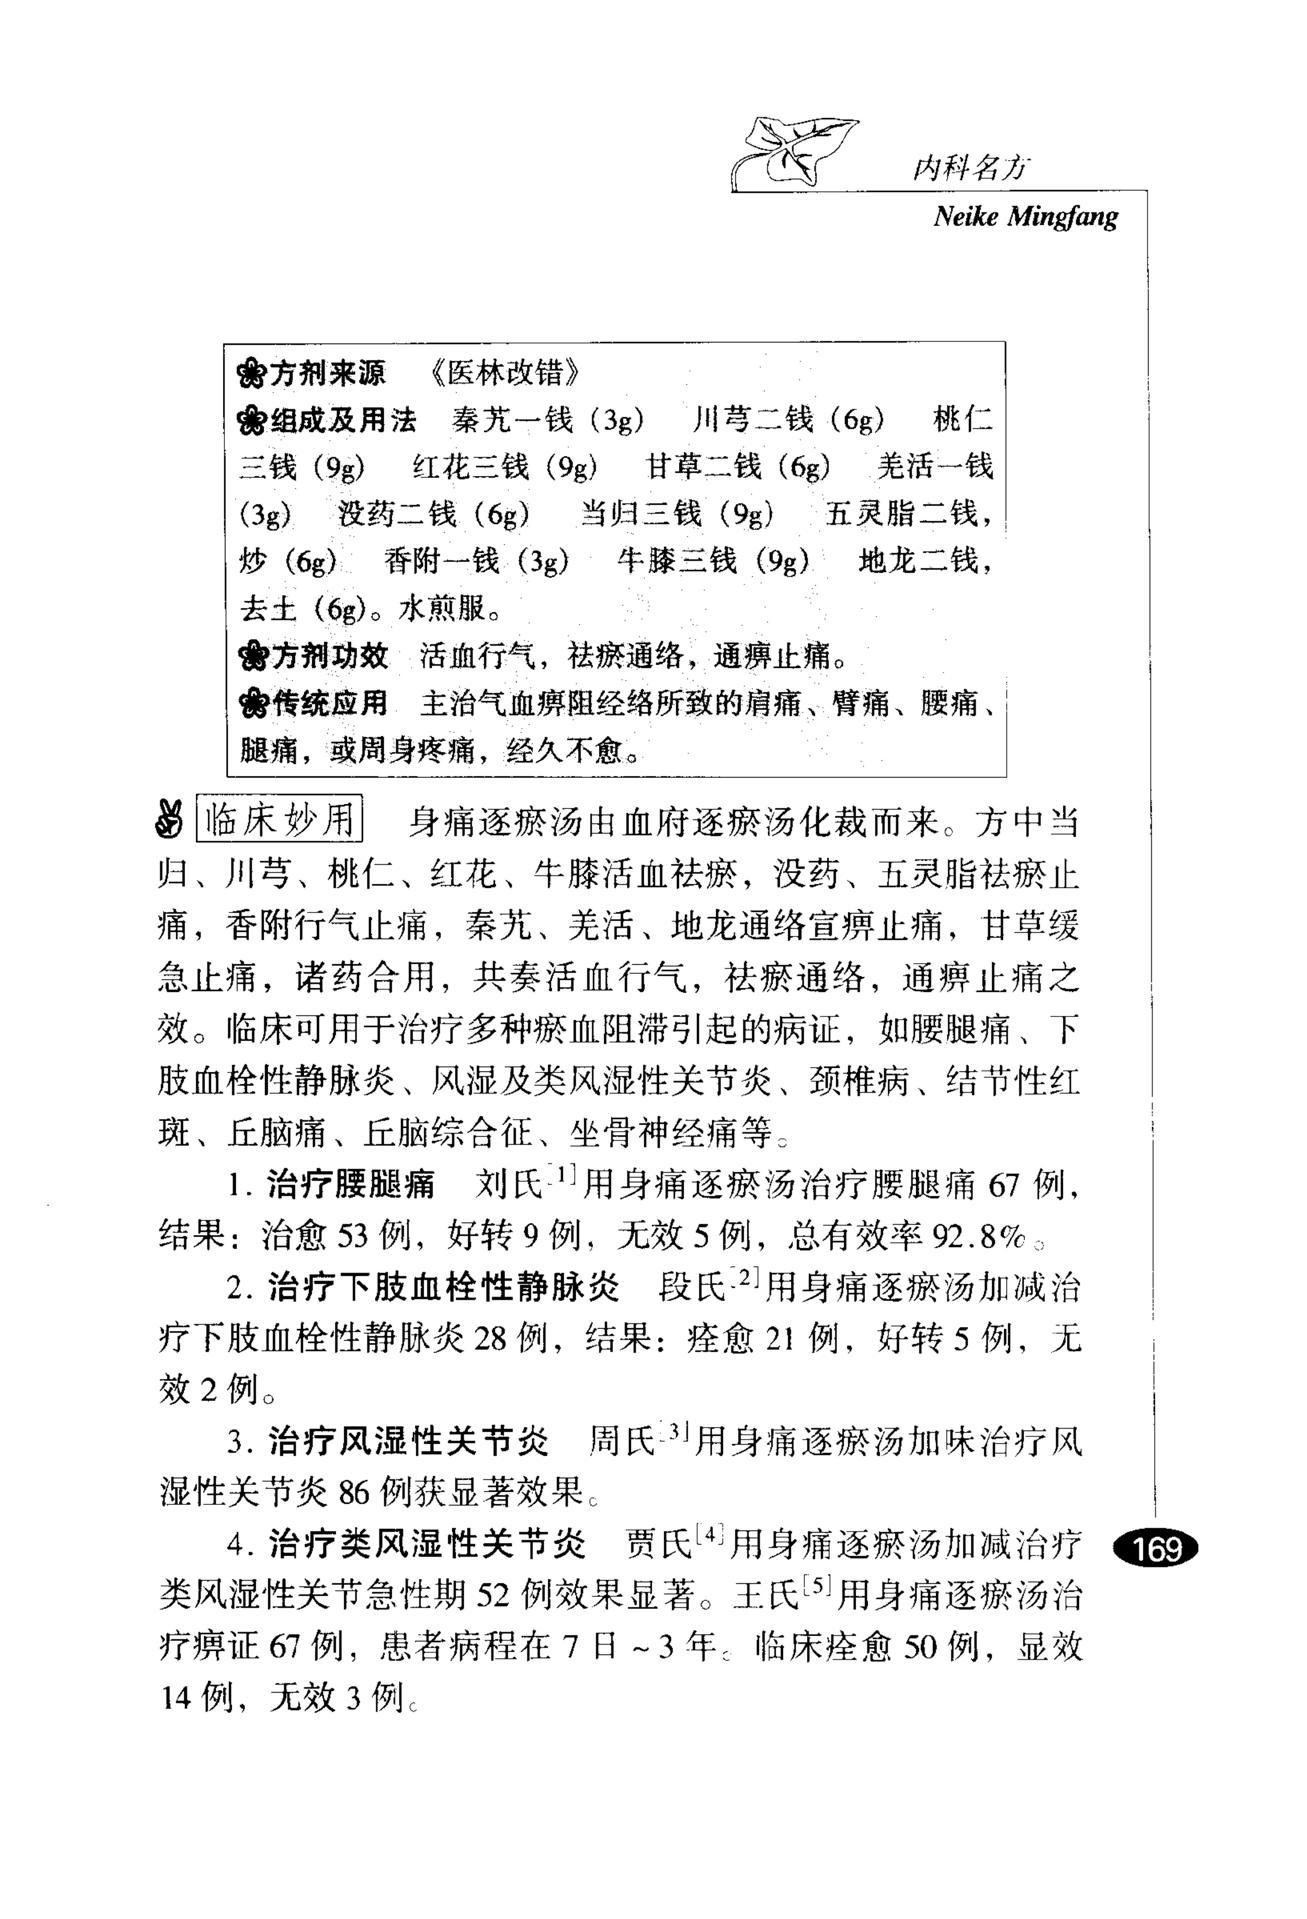 内科名方
Neike Mingfang
方剂来源 《医林改错》
组成及用法 秦艽一钱（3g） 川芎二钱（6g） 桃仁
三钱（9g） 红花三钱（9g） 甘草二钱（6g） 羌活一钱
（3g） 没药二钱（6g） 当归三钱（9g） 五灵脂二钱，
炒（6g） 香附一钱（3g） 牛膝三钱（9g） 地龙二钱，
去土（6g）。水煎服。
方剂功效 活血行气，祛瘀通络，通痹止痛。
传统应用 主治气血痹阻经络所致的肩痛、臂痛、腰痛、
腿痛，或周身疼痛，经久不愈。
临床妙用 身痛逐瘀汤由血府逐瘀汤化裁而来。方中当
归、川芎、桃仁、红花、牛膝活血祛瘀，没药、五灵脂祛瘀止
痛，香附行气止痛，秦艽、羌活、地龙通络宣痹止痛，甘草缓
急止痛，诸药合用，共奏活血行气，祛瘀通络，通痹止痛之
效。临床可用于治疗多种瘀血阻滞引起的病证，如腰腿痛、下
肢血栓性静脉炎、风湿及类风湿性关节炎、颈椎病、结节性红
斑、丘脑痛、丘脑综合征、坐骨神经痛等。
1. 治疗腰腿痛 刘氏[1]用身痛逐瘀汤治疗腰腿痛 67 例，
结果：治愈 53 例，好转 9 例，无效 5 例，总有效率 92.8%。
2. 治疗下肢血栓性静脉炎 段氏[2]用身痛逐瘀汤加减治
疗下肢血栓性静脉炎 28 例，结果：痊愈 21 例，好转 5 例，无
效 2 例。
3. 治疗风湿性关节炎 周氏[3]用身痛逐瘀汤加味治疗风
湿性关节炎 86 例获显著效果。
4. 治疗类风湿性关节炎 贾氏[4]用身痛逐瘀汤加减治疗
类风湿性关节急性期 52 例效果显著。王氏[5]用身痛逐瘀汤治
疗痹证 67 例，患者病程在 7 日～3 年。临床痊愈 50 例，显效
14 例，无效 3 例。
169